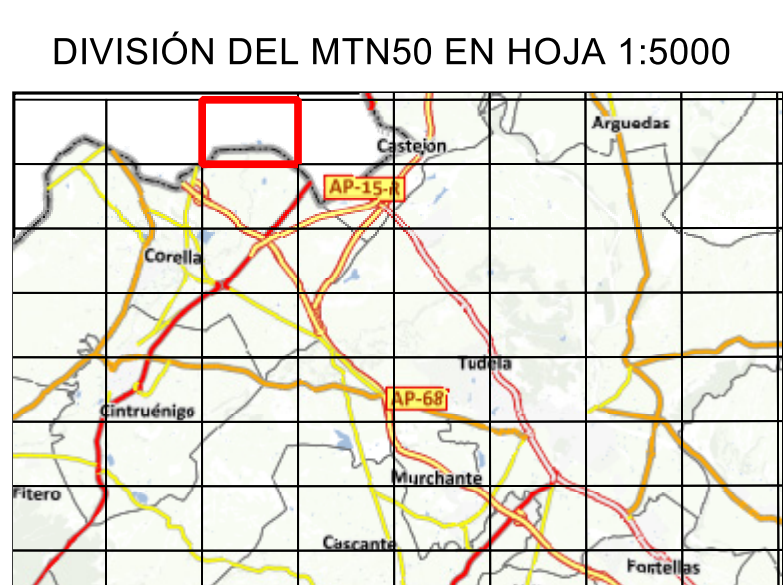 DIVISIÓN DEL MTN50 EN HOJA 1:5000
Arguedas
Castejon
AP-15-R
Corella
Tudela
AP-68
Cintruénigo
Murchante
Fitero
Cascante
Fontellas